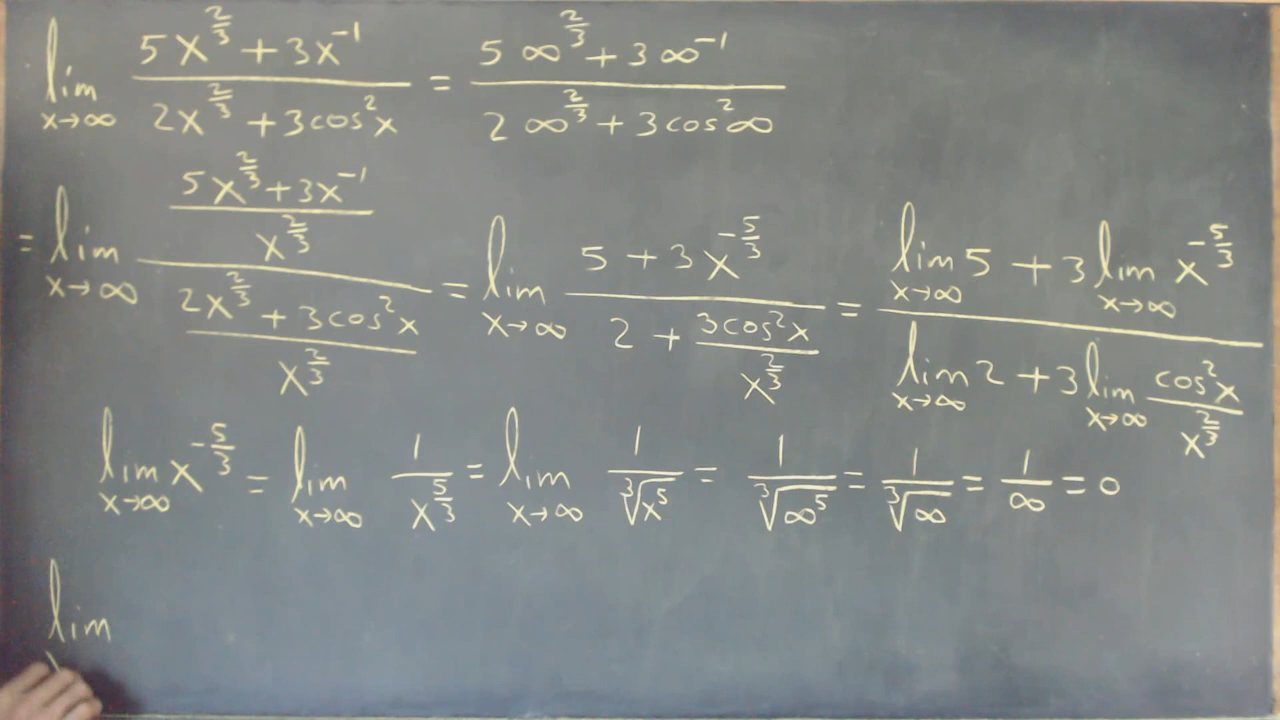 lim x→∞ (5x^(2/3) + 3x^(-1)) / (2x^(2/3) + 3cos²x) = (5∞^(2/3) + 3∞^(-1)) / (2∞^(2/3) + 3cos²∞)
= lim x→∞ ((5x^(2/3) + 3x^(-1)) / x^(2/3)) / ((2x^(2/3) + 3cos²x) / x^(2/3)) = lim x→∞ (5 + 3x^(-5/3)) / (2 + 3cos²x / x^(2/3)) = (lim x→∞ 5 + 3 lim x→∞ x^(-5/3)) / (lim x→∞ 2 + 3 lim x→∞ cos²x / x^(2/3))
lim x→∞ x^(-5/3) = lim x→∞ 1 / x^(5/3) = lim x→∞ 1 / ∛(x⁵) = 1 / ∛(∞⁵) = 1 / ∛∞ = 1 / ∞ = 0
lim